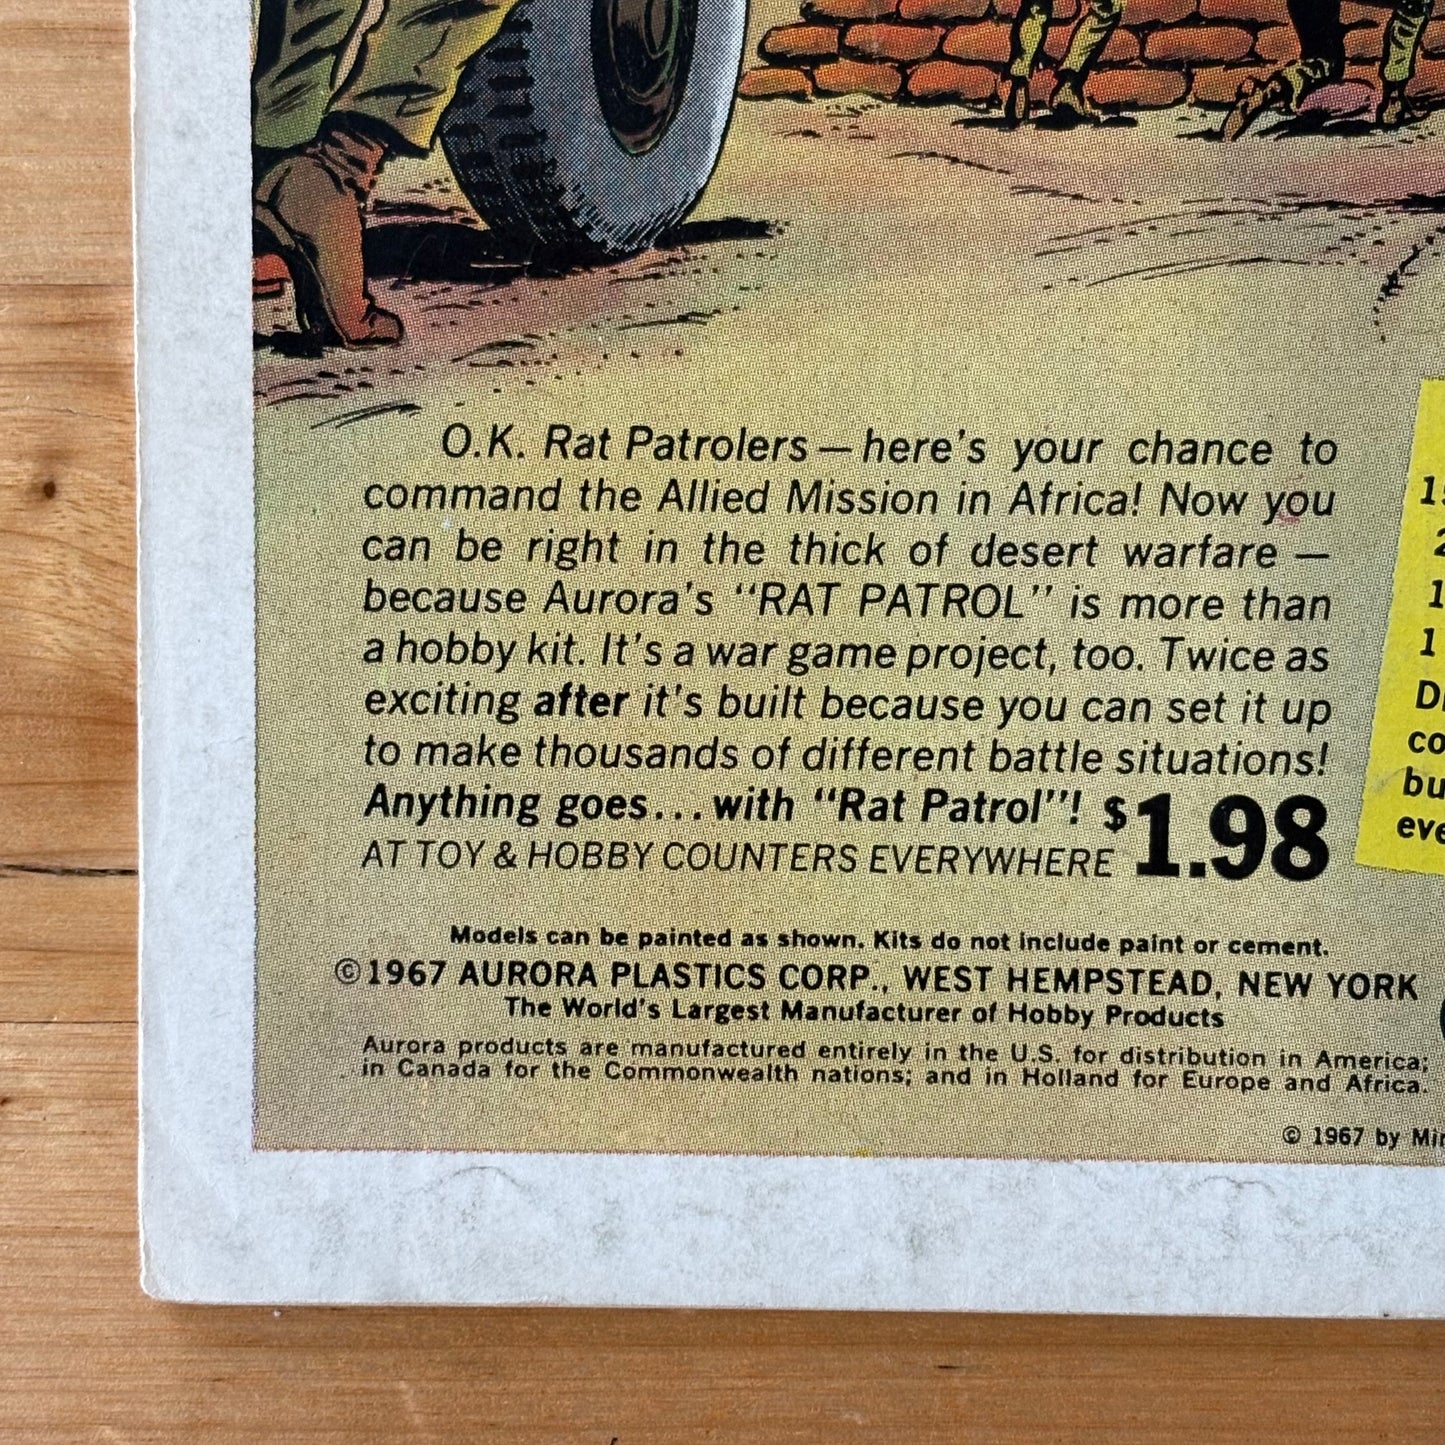 O.K. Rat Patrolers — here's your chance to
command the Allied Mission in Africa! Now you
can be right in the thick of desert warfare —
because Aurora's "RAT PATROL" is more than
a hobby kit. It's a war game project, too. Twice as
exciting after it's built because you can set it up
to make thousands of different battle situations!
Anything goes... with "Rat Patrol"! $1.98
AT TOY & HOBBY COUNTERS EVERYWHERE
Models can be painted as shown. Kits do not include paint or cement.
©1967 AURORA PLASTICS CORP., WEST HEMPSTEAD, NEW YORK
The World's Largest Manufacturer of Hobby Products
Aurora products are manufactured entirely in the U.S. for distribution in America;
in Canada for the Commonwealth nations; and in Holland for Europe and Africa.
© 1967 by
1
1